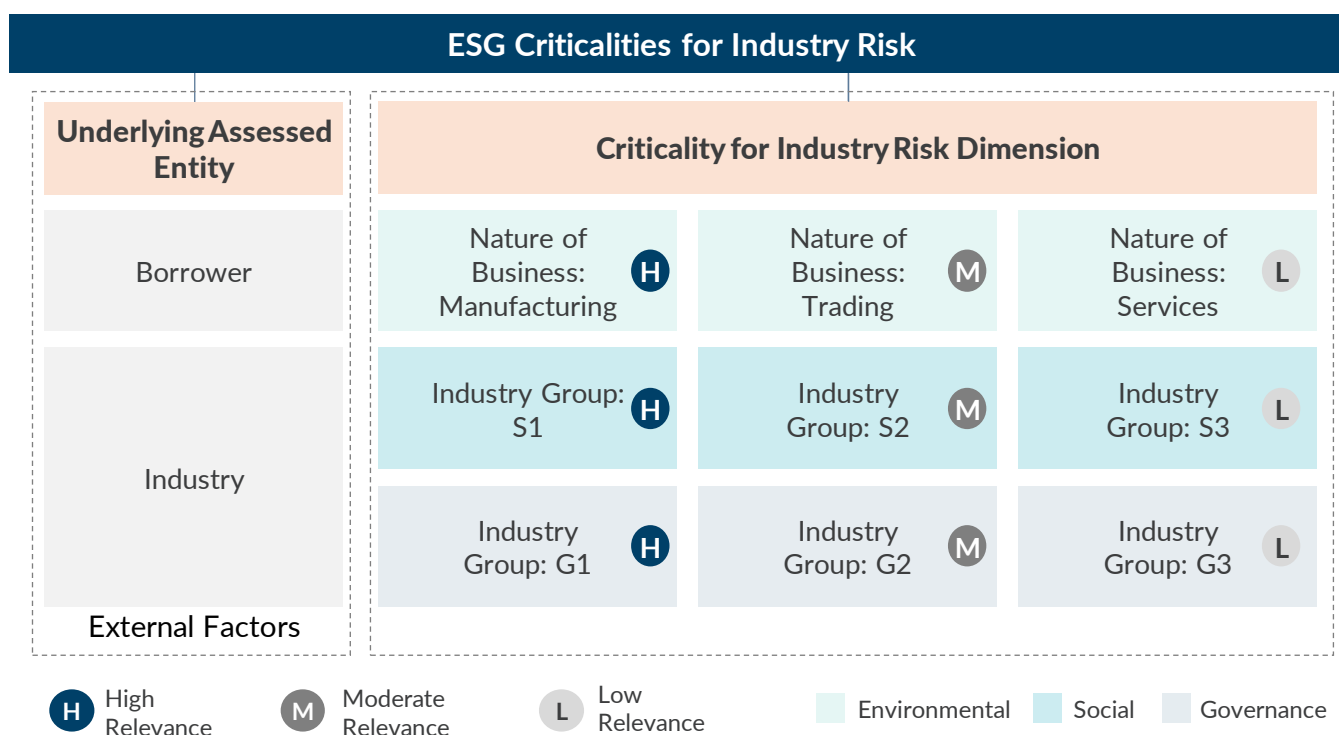 ESG Criticalities for Industry Risk
Underlying Assessed
Entity
Criticality for Industry Risk Dimension
Borrower
Nature of
Business:
Manufacturing
H
Nature of
Business:
Trading
M
Nature of
Business:
Services
L
Industry
Industry Group:
S1
H
Industry
Group: S2
M
Industry
Group: S3
L
Industry
Group: G1
H
Industry
Group: G2
M
Industry
Group: G3
L
External Factors
H
High
Relevance
M
Moderate
Relevance
L
Low
Relevance
Environmental
Social
Governance